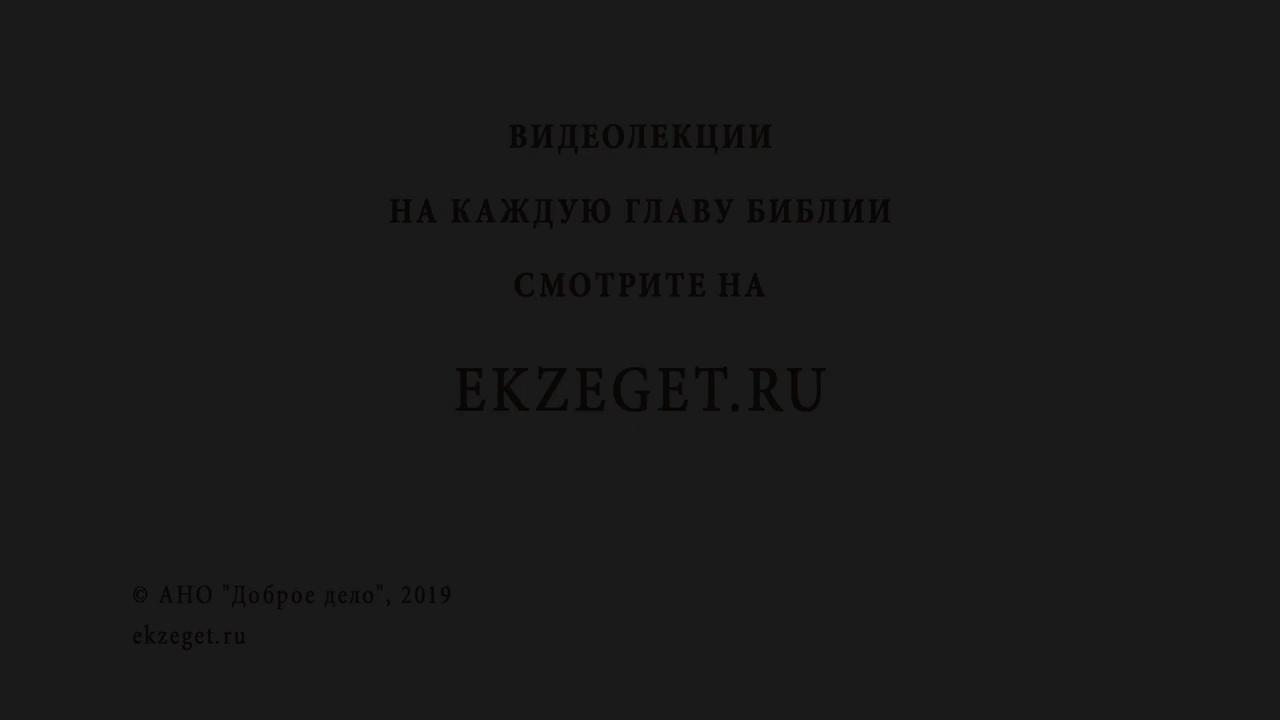 ВИДЕОЛЕКЦИИ
НА КАЖДУЮ ГЛАВУ БИБЛИИ
СМОТРИТЕ НА
EKZEGET.RU
© АНО "Доброе дело", 2019
ekzeget.ru